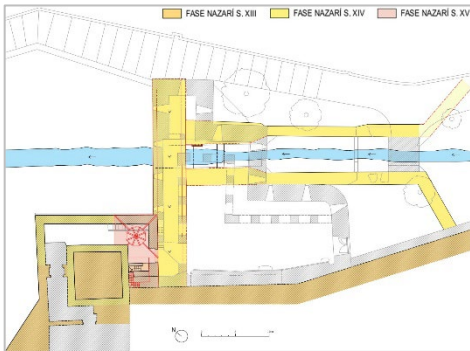 FASE NAZARÍ S. XIII
FASE NAZARÍ S. XIV
FASE NAZARÍ S. XV
N